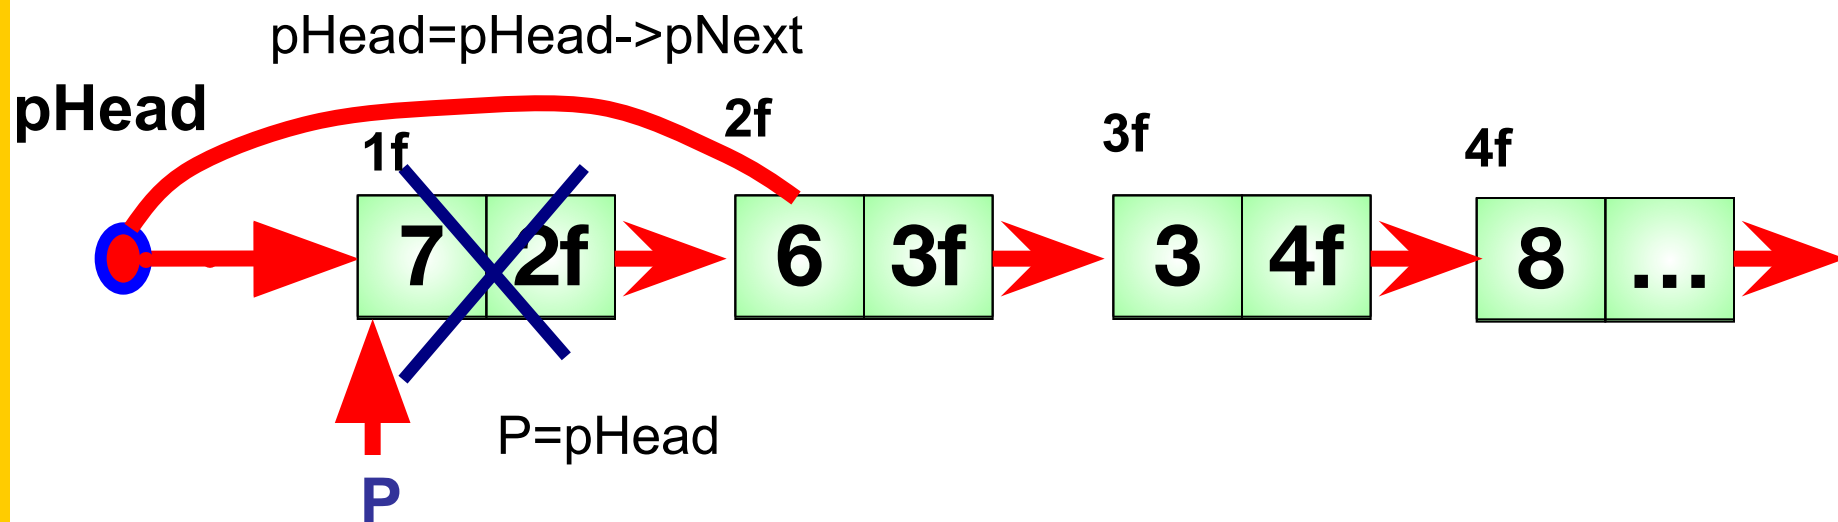 pHead=pHead->pNext
pHead
1f
2f
3f
4f
7 2f
6 3f
3 4f
8 ...
P=pHead
P